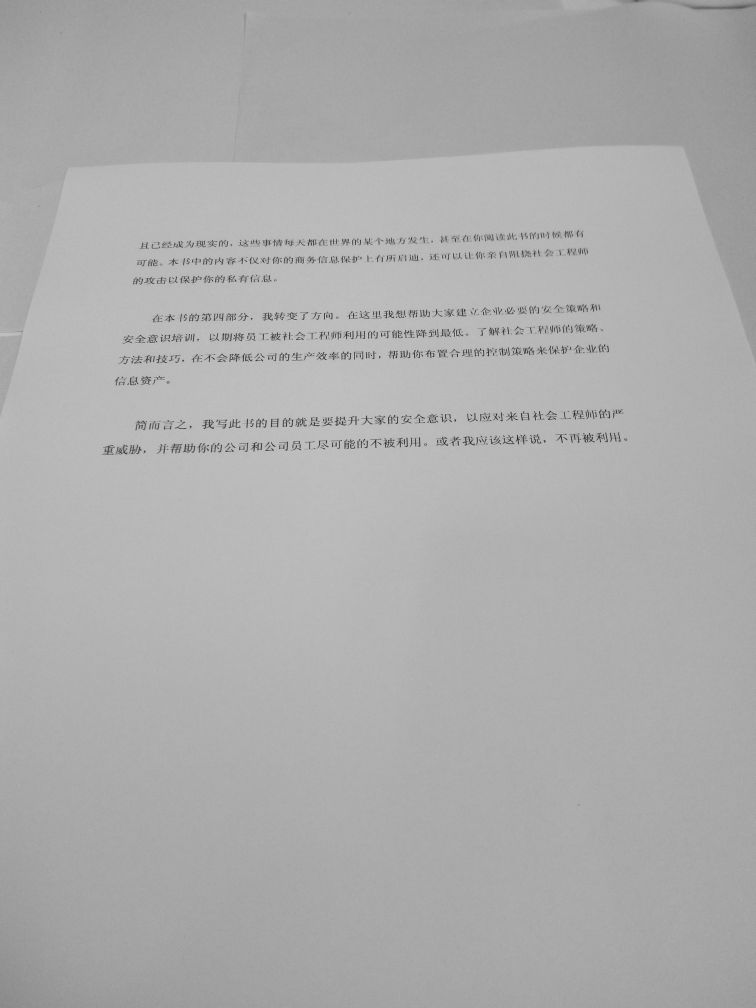 且已经成为现实的，这些事情每天都在世界的某个地方发生，甚至在你阅读此书的时候都有
可能。本书中的内容不仅对你的商务信息保护上有所启迪，还可以让你亲自阻挠社会工程师
的攻击以保护你的私有信息。
在本书的第四部分，我转变了方向。在这里我想帮助大家建立企业必要的安全策略和
安全意识培训，以期将员工被社会工程师利用的可能性降到最低。了解社会工程师的策略、
方法和技巧，在不会降低公司的生产效率的同时，帮助你布置合理的控制策略来保护企业的
信息资产。
简而言之，我写此书的目的就是要提升大家的安全意识，以应对来自社会工程师的严
重威胁，并帮助你的公司和公司员工尽可能的不被利用。或者我应该这样说，不再被利用。